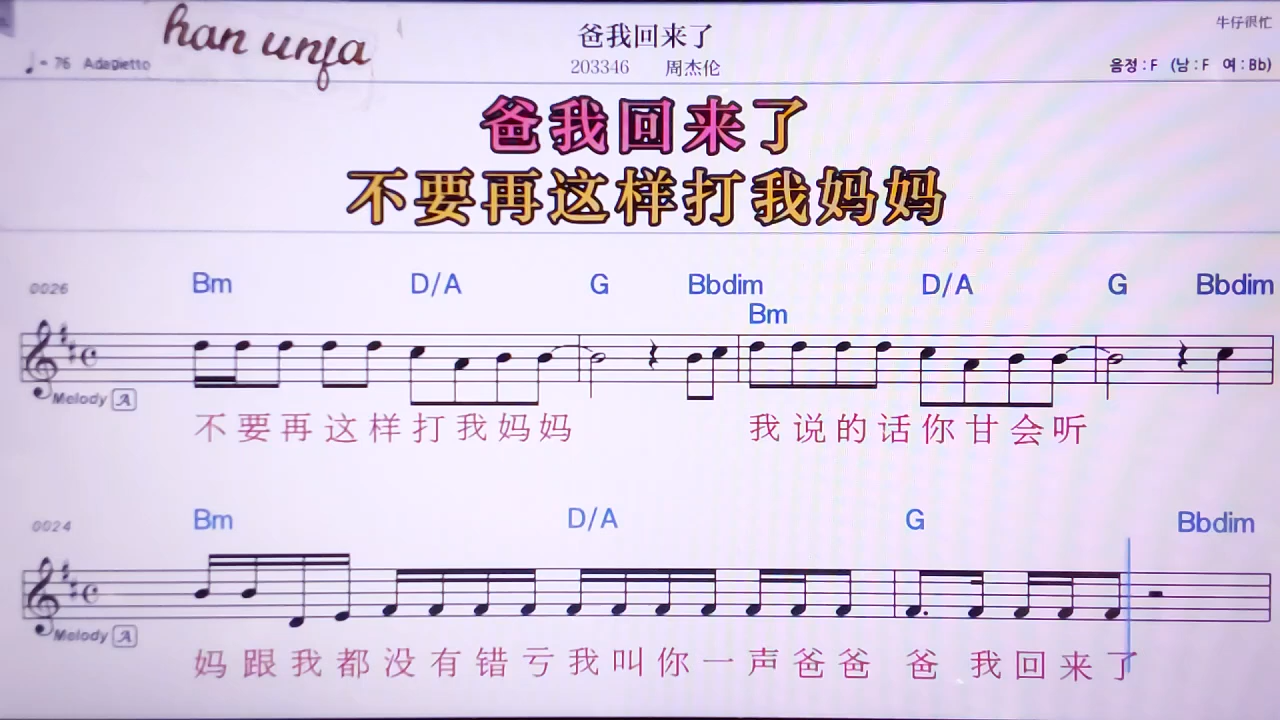 han unfa
爸我回来了
牛仔很忙
♩= 76 Adagietto
203346 周杰伦
음정 : F (남 : F 여 : Bb)
爸我回来了
不要再这样打我妈妈
0026 Bm D/A G Bbdim Bm D/A G Bbdim
Melody A
不要再这样打我妈妈 我说的话你甘会听
0024 Bm D/A G Bbdim
Melody A
妈跟我都没有错亏我叫你一声爸爸 爸 我回来了